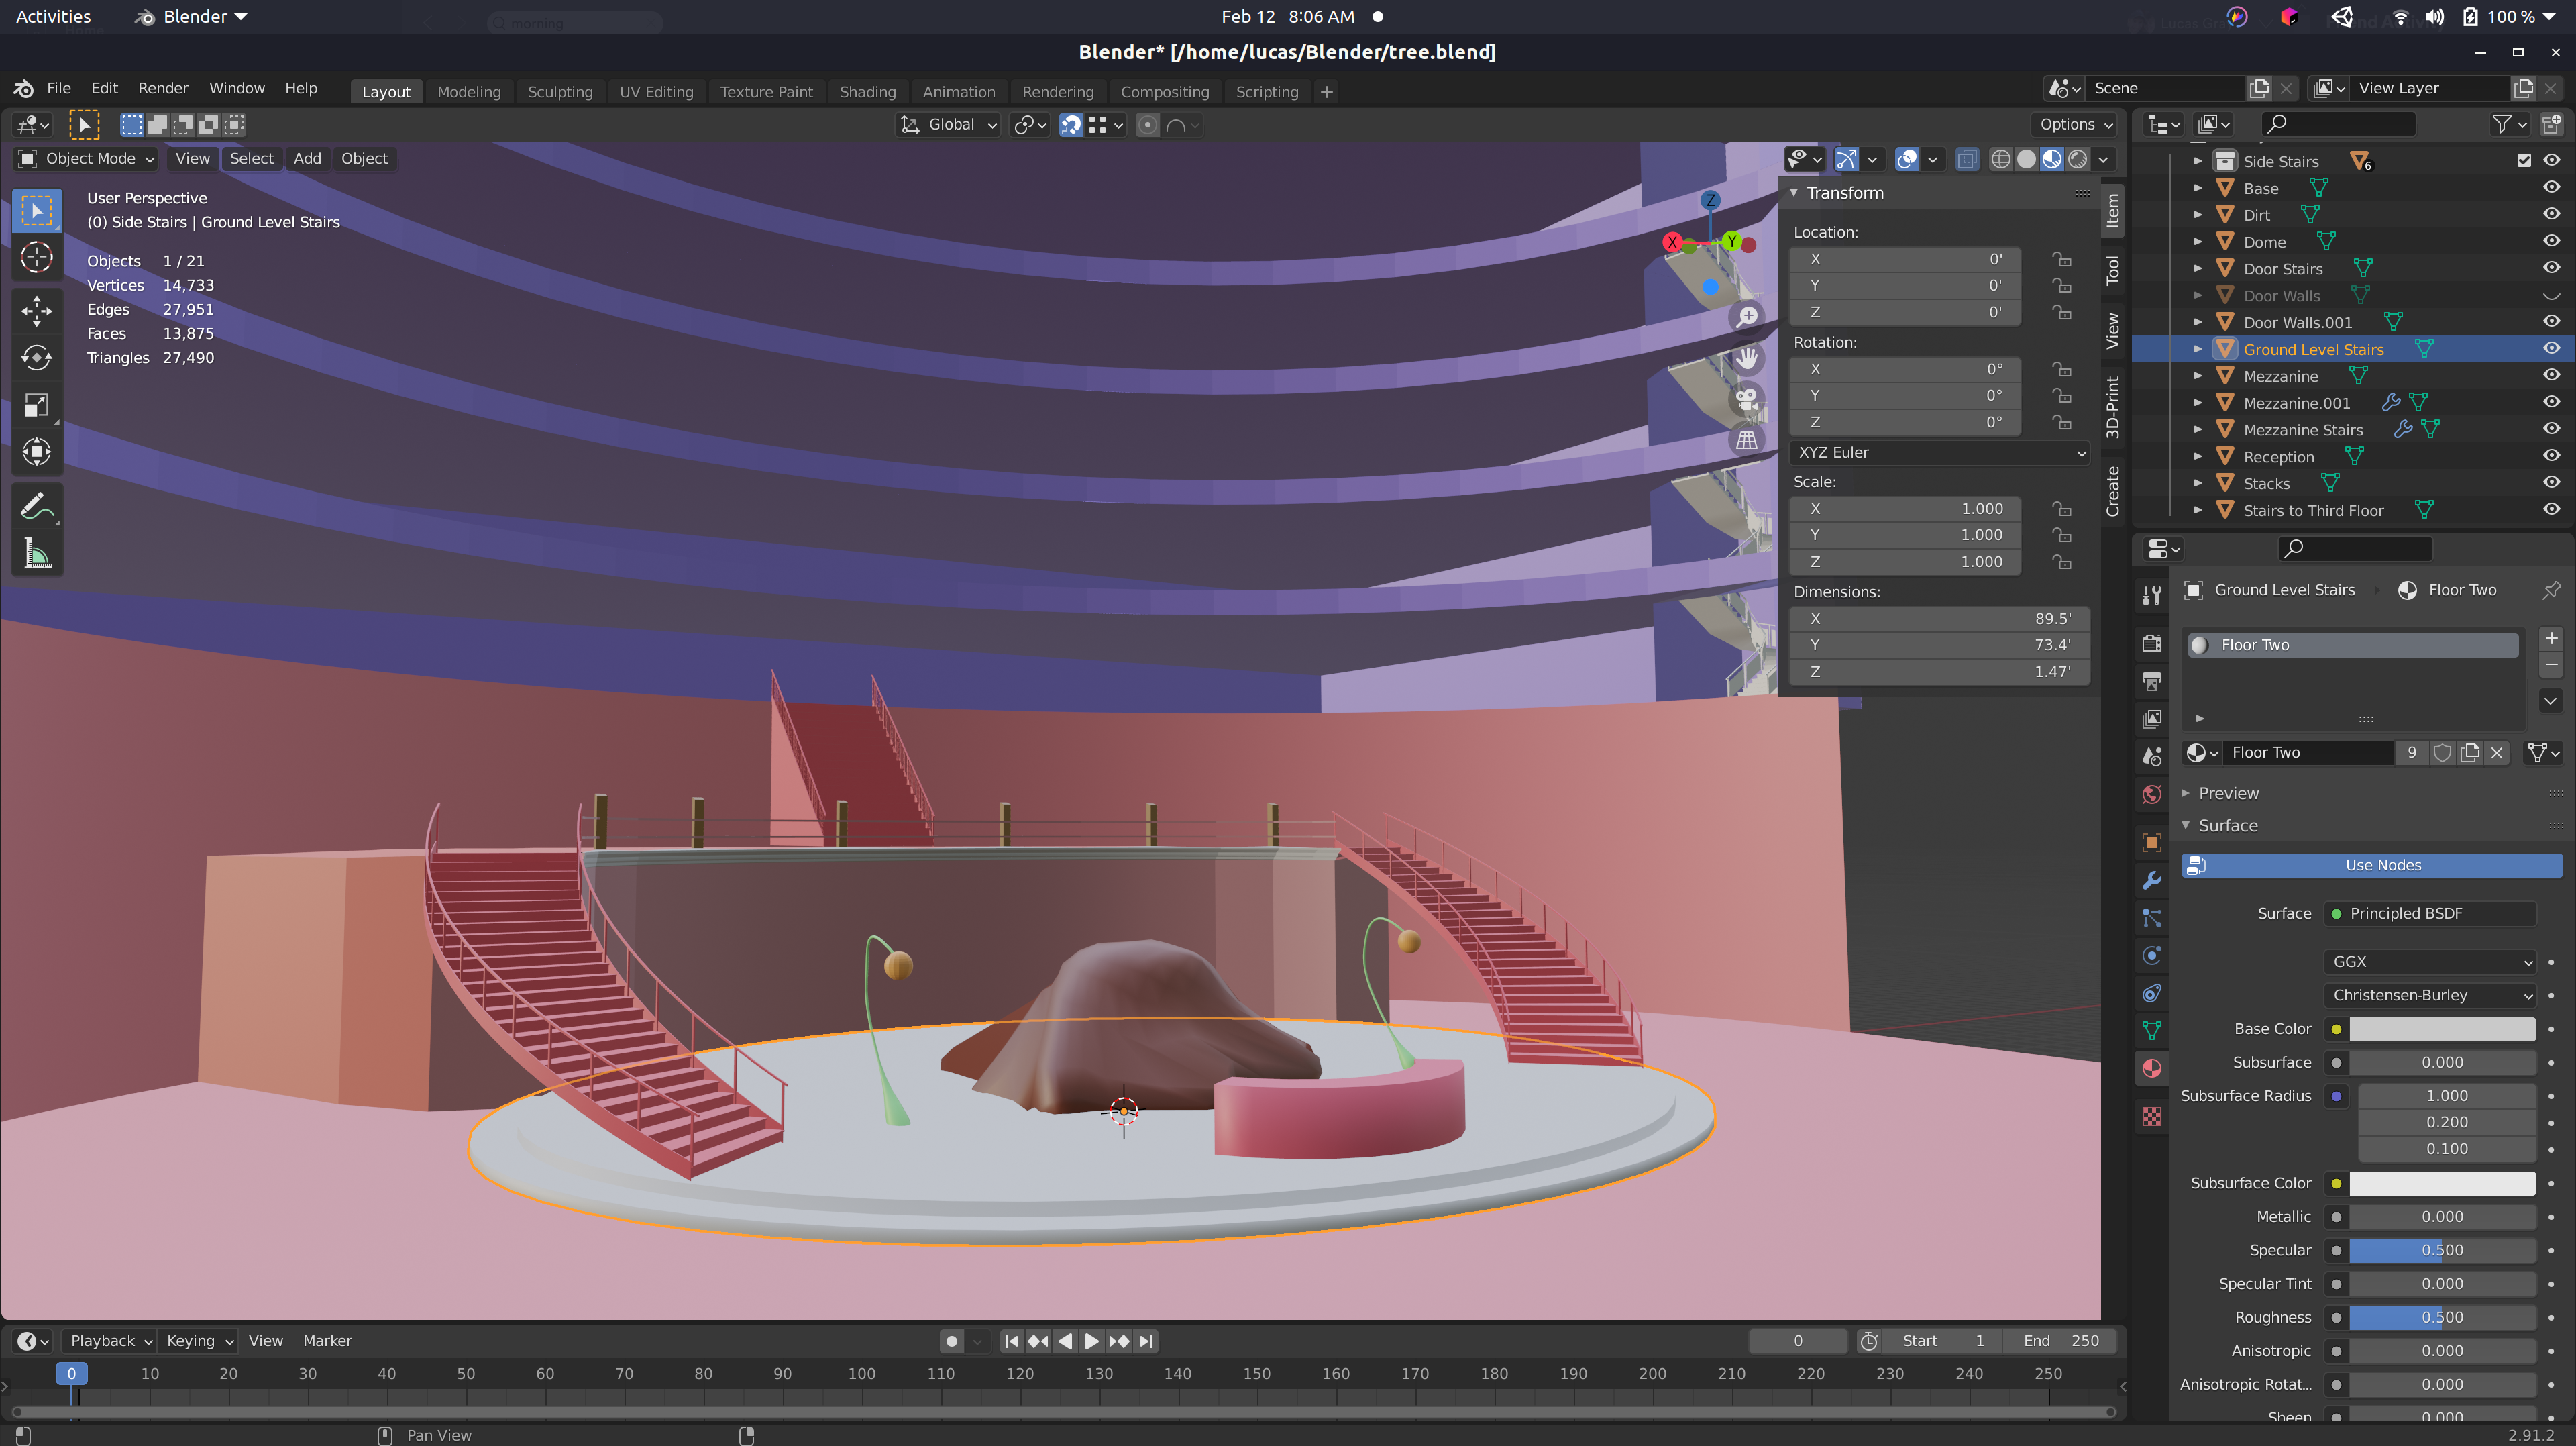 Activities Blender Feb 12 8:06 AM 100 %
morning
Blender* [/home/lucas/Blender/tree.blend]
File Edit Render Window Help Layout Modeling Sculpting UV Editing Texture Paint Shading Animation Rendering Compositing Scripting + Scene View Layer
Global Options
Object Mode View Select Add Object
User Perspective
(0) Side Stairs | Ground Level Stairs
Objects 1 / 21
Vertices 14,733
Edges 27,951
Faces 13,875
Triangles 27,490
Z
X
Y
Transform
Location:
X 0'
Y 0'
Z 0'
Rotation:
X 0°
Y 0°
Z 0°
XYZ Euler
Scale:
X 1.000
Y 1.000
Z 1.000
Dimensions:
X 89.5'
Y 73.4'
Z 1.47'
Item
Tool
View
3D-Print
Create
Side Stairs 6
Base
Dirt
Dome
Door Stairs
Door Walls
Door Walls.001
Ground Level Stairs
Mezzanine
Mezzanine.001
Mezzanine Stairs
Reception
Stacks
Stairs to Third Floor
Ground Level Stairs Floor Two
Floor Two
Floor Two 9
Preview
Surface
Use Nodes
Surface Principled BSDF
GGX
Christensen-Burley
Base Color
Subsurface 0.000
Subsurface Radius 1.000
0.200
0.100
Subsurface Color
Metallic 0.000
Specular 0.500
Specular Tint 0.000
Roughness 0.500
Anisotropic 0.000
Anisotropic Rotat... 0.000
Sheen 0.000
Playback Keying View Marker 0 Start 1 End 250
0 10 20 30 40 50 60 70 80 90 100 110 120 130 140 150 160 170 180 190 200 210 220 230 240 250
Pan View 2.91.2